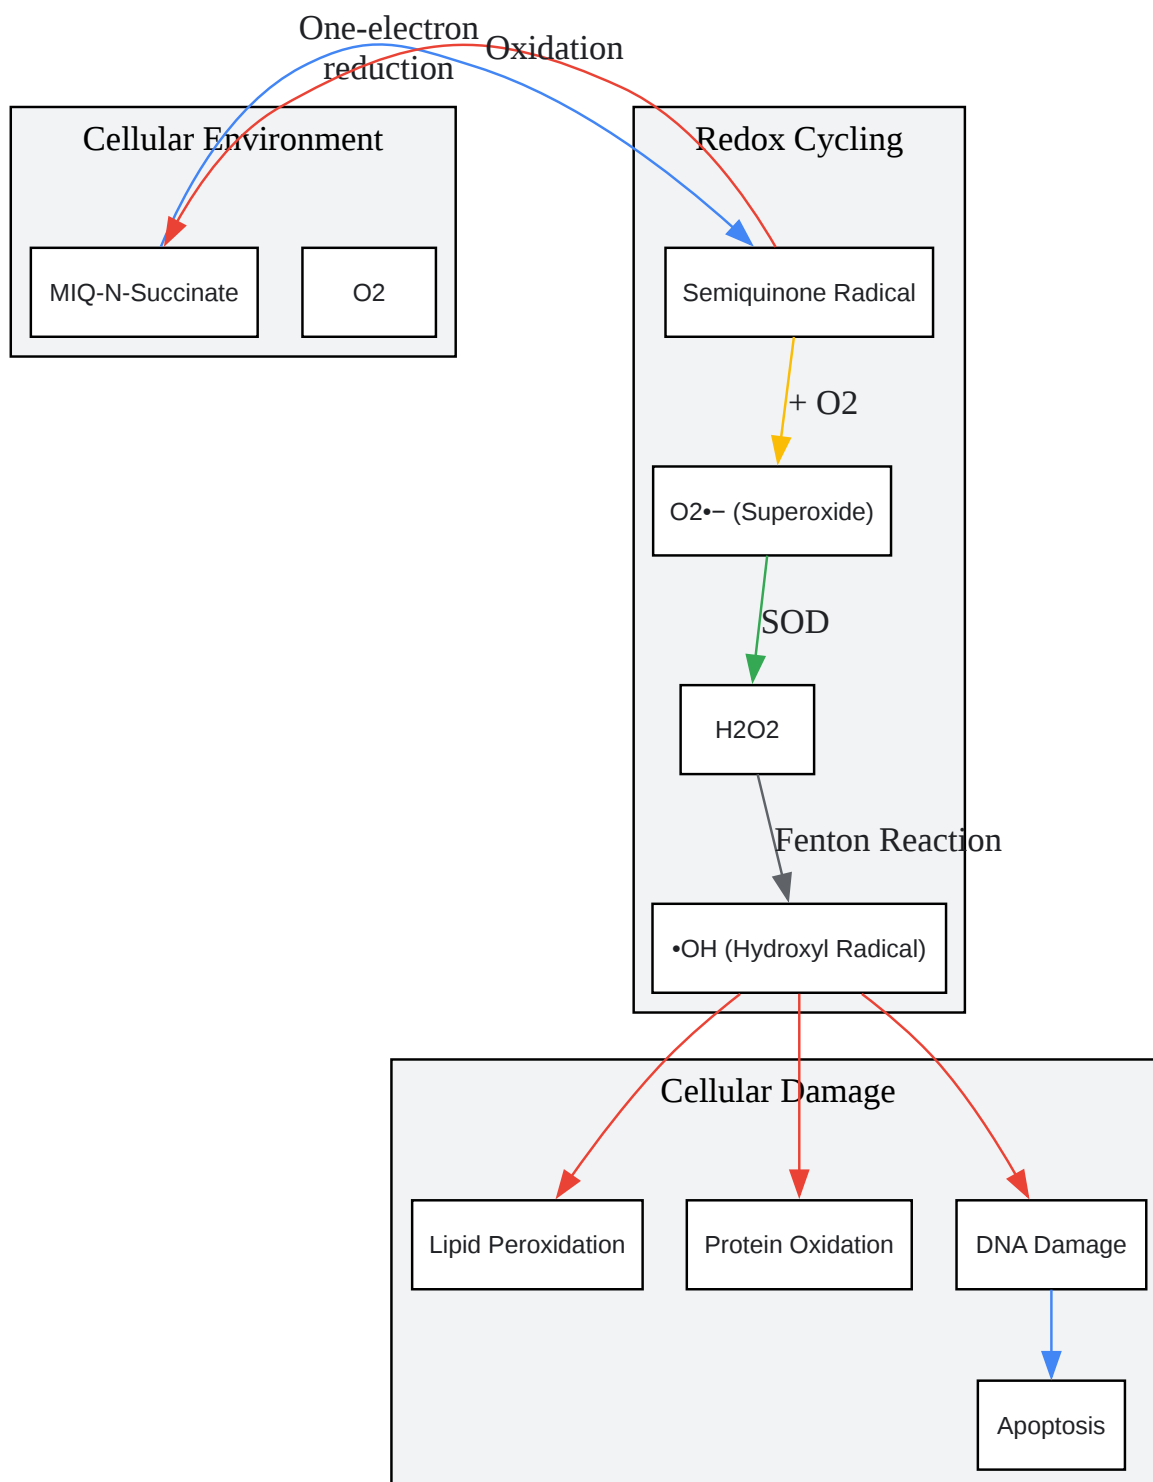 One-electron
reduction
Oxidation
Cellular Environment
Redox Cycling
MIQ-N-Succinate
O2
Semiquinone Radical
+ O2
O2•− (Superoxide)
SOD
H2O2
Fenton Reaction
•OH (Hydroxyl Radical)
Cellular Damage
Lipid Peroxidation
Protein Oxidation
DNA Damage
Apoptosis